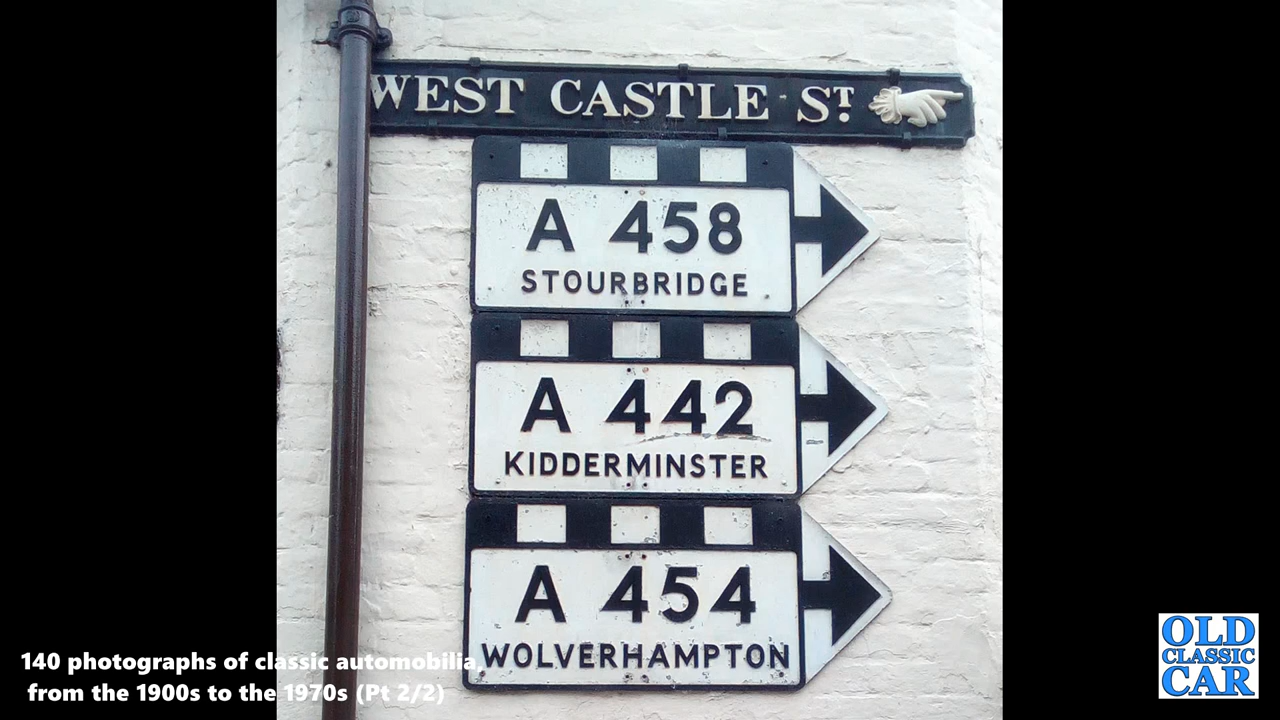 WEST CASTLE ST.
A 458
STOURBRIDGE
A 442
KIDDERMINSTER
A 454
WOLVERHAMPTON
140 photographs of classic automobilia,
from the 1900s to the 1970s (Pt 2/2)
OLD
CLASSIC
CAR